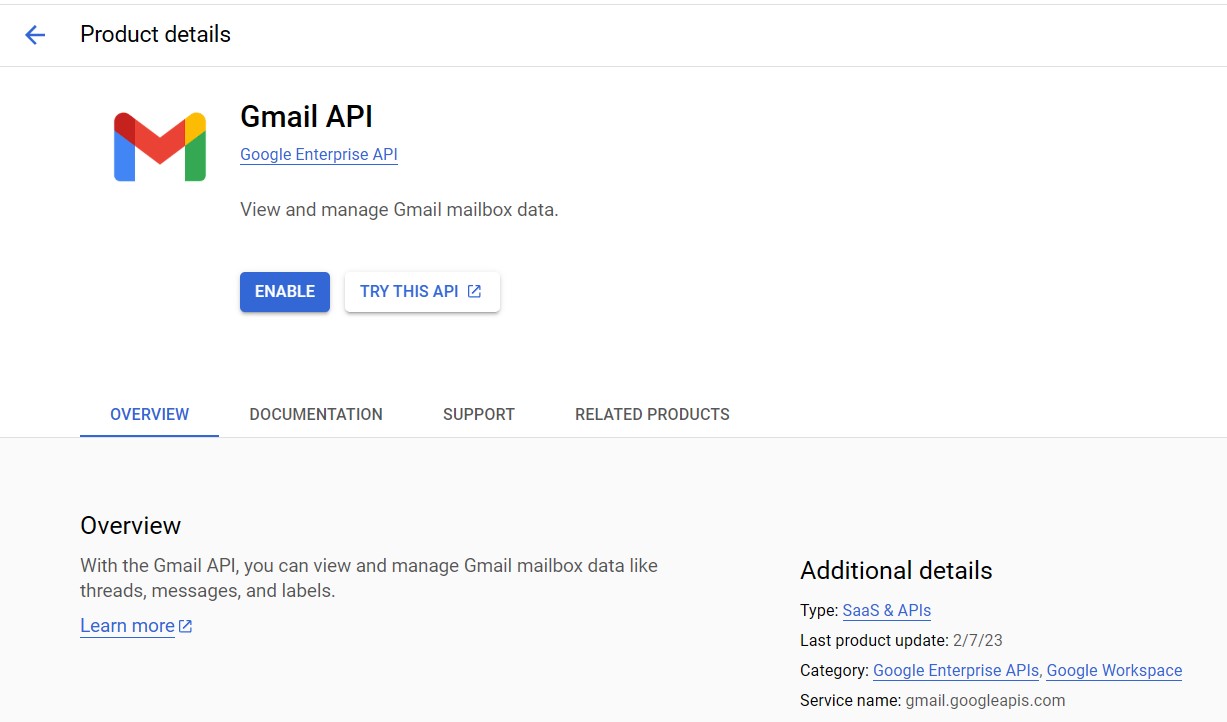 Product details
Gmail API
Google Enterprise API
View and manage Gmail mailbox data.
ENABLE
TRY THIS API
OVERVIEW
DOCUMENTATION
SUPPORT
RELATED PRODUCTS
Overview
With the Gmail API, you can view and manage Gmail mailbox data like
threads, messages, and labels.
Learn more
Additional details
Type: SaaS & APIs
Last product update: 2/7/23
Category: Google Enterprise APIs, Google Workspace
Service name: gmail.googleapis.com